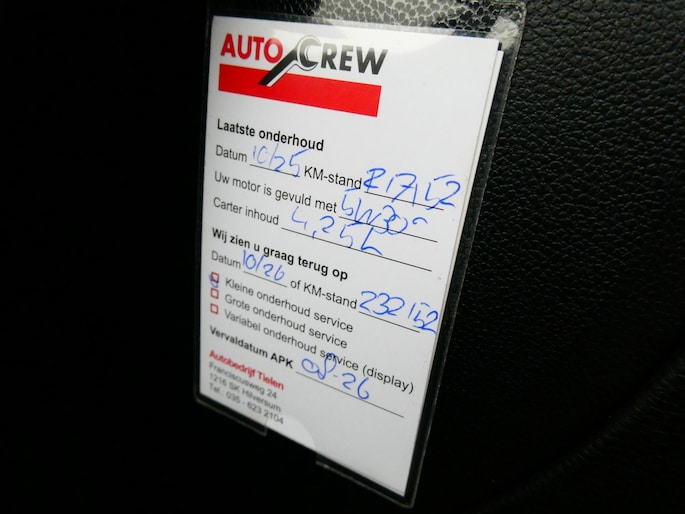 AUTO CREW
Laatste onderhoud
Datum 10/25 KM-stand 217152
Uw motor is gevuld met 5W30
Carter inhoud 4,25L
Wij zien u graag terug op
Datum 10/26 of KM-stand 232152
Kleine onderhoud service
Grote onderhoud service
Variabel onderhoud service (display)
Vervaldatum APK 08-26
Autobedrijf Tielen
Franciscusweg 24
1216 SK Hilversum
Tel. 035 - 623 2104